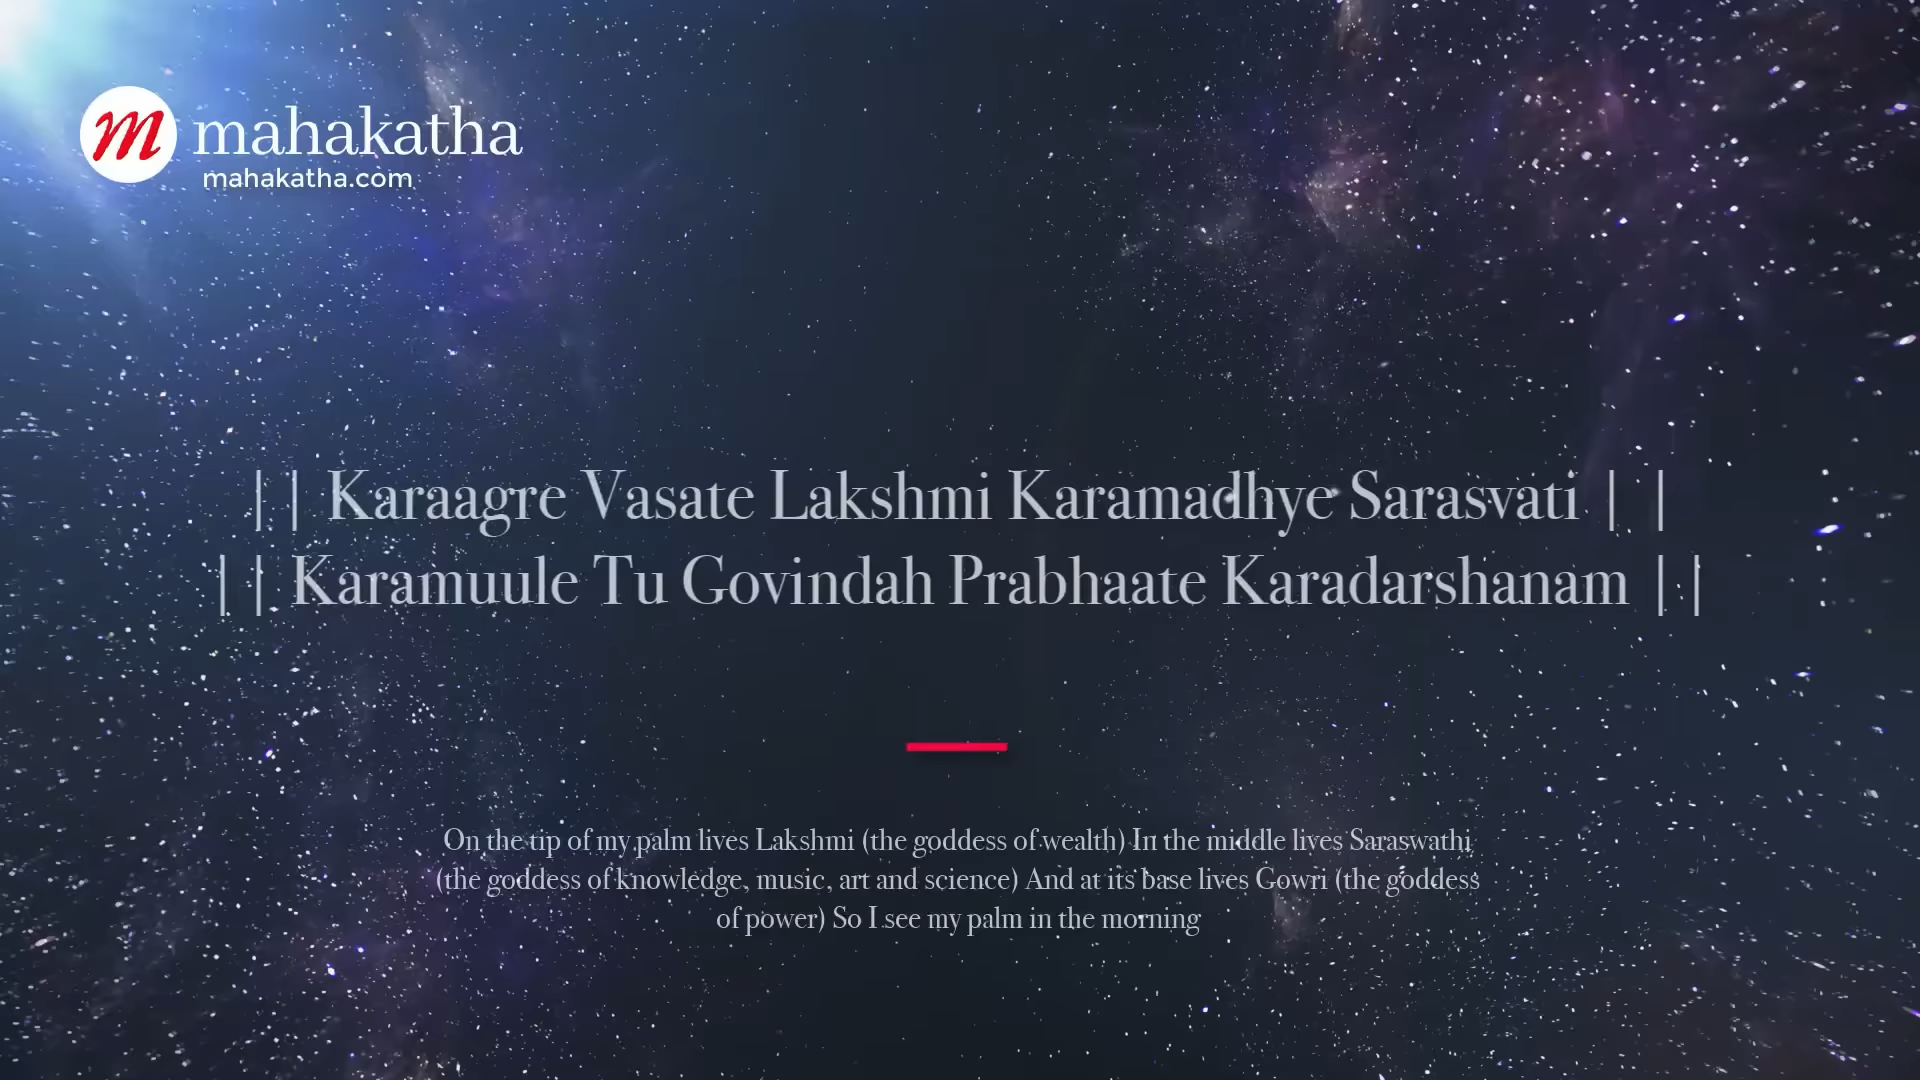 m
mahakatha
mahakatha.com
| | Karaagre Vasate Lakshmi Karamadhye Sarasvati | |
| | Karamuule Tu Govindah Prabhaate Karadarshanam | |
On the tip of my palm lives Lakshmi (the goddess of wealth) In the middle lives Saraswathi
(the goddess of knowledge, music, art and science) And at its base lives Gowri (the goddess
of power) So I see my palm in the morning